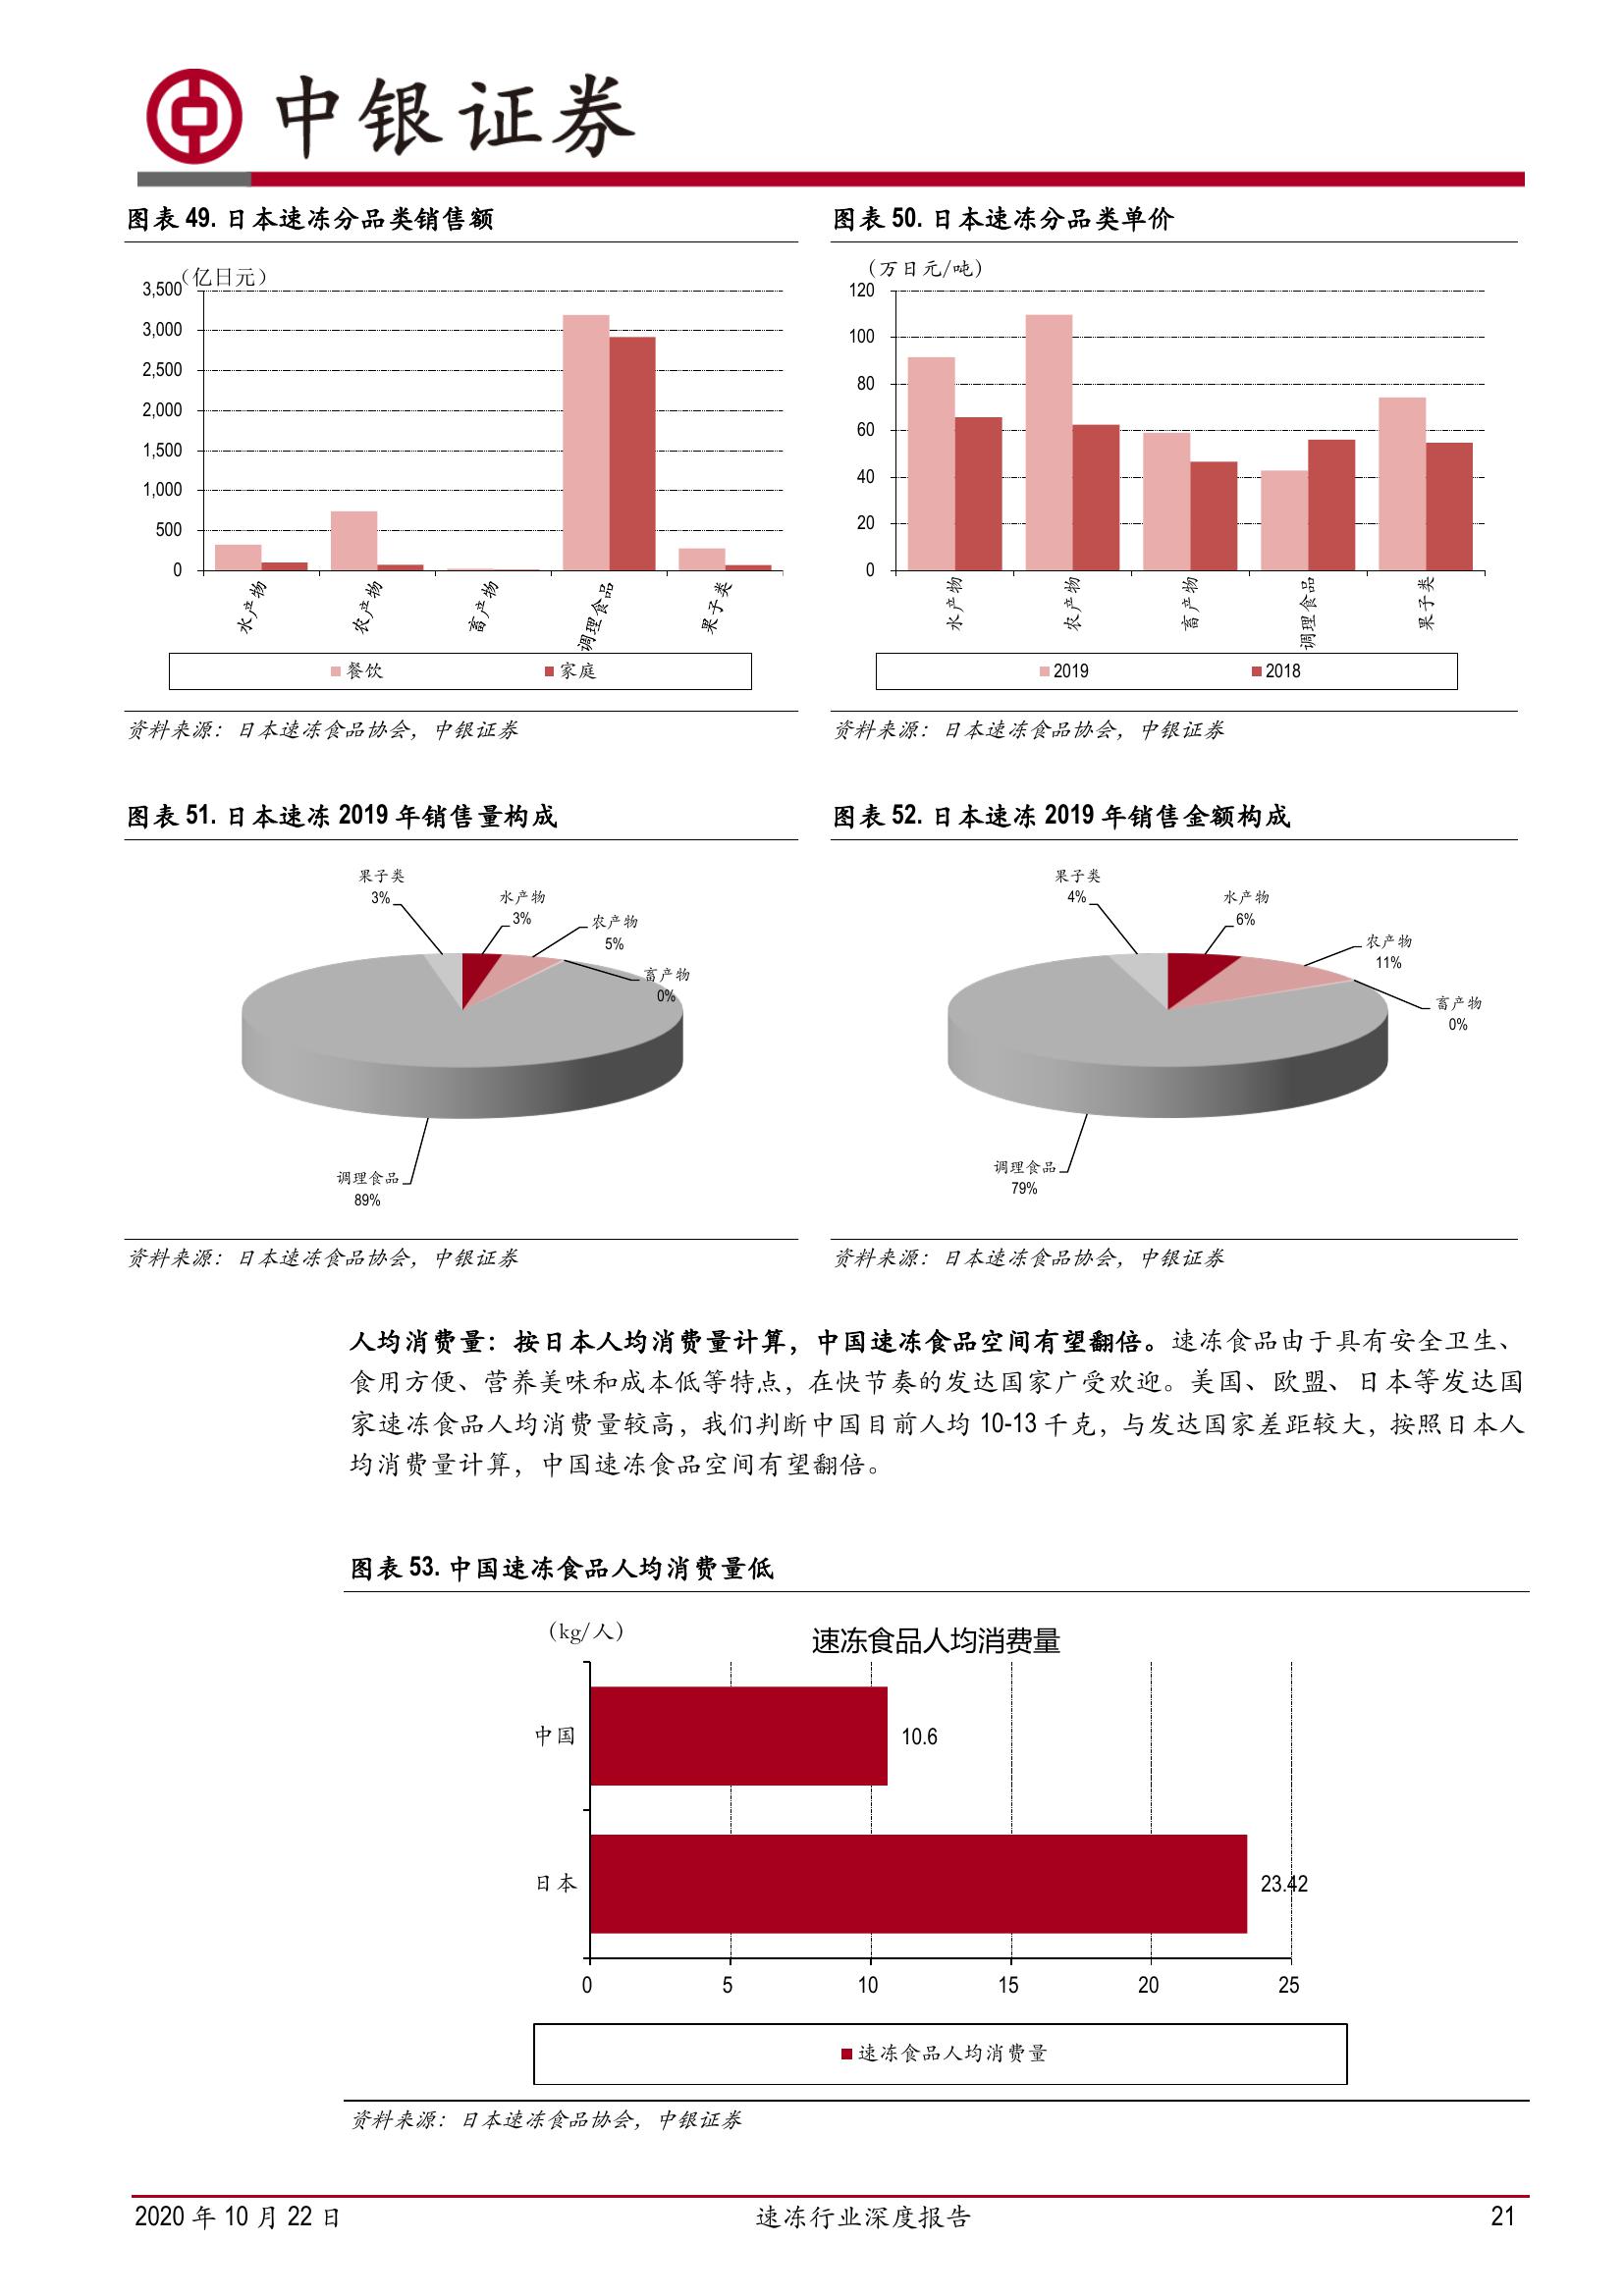 中银证券
图表 49. 日本速冻分品类销售额
（亿日元）
3,500
3,000
2,500
2,000
1,500
1,000
500
0
水产物
农产物
畜产物
调理食品
果子类
餐饮 家庭
资料来源：日本速冻食品协会，中银证券
图表 50. 日本速冻分品类单价
（万日元/吨）
120
100
80
60
40
20
0
水产物
农产物
畜产物
调理食品
果子类
2019 2018
资料来源：日本速冻食品协会，中银证券
图表 51. 日本速冻 2019 年销售量构成
果子类
3%
水产物
3%
农产物
5%
畜产物
0%
调理食品
89%
资料来源：日本速冻食品协会，中银证券
图表 52. 日本速冻 2019 年销售金额构成
果子类
4%
水产物
6%
农产物
11%
畜产物
0%
调理食品
79%
资料来源：日本速冻食品协会，中银证券
人均消费量：按日本人均消费量计算，中国速冻食品空间有望翻倍。速冻食品由于具有安全卫生、
食用方便、营养美味和成本低等特点，在快节奏的发达国家广受欢迎。美国、欧盟、日本等发达国
家速冻食品人均消费量较高，我们判断中国目前人均 10-13 千克，与发达国家差距较大，按照日本人
均消费量计算，中国速冻食品空间有望翻倍。
图表 53. 中国速冻食品人均消费量低
（kg/人）
速冻食品人均消费量
中国
10.6
日本
23.42
0 5 10 15 20 25
速冻食品人均消费量
资料来源：日本速冻食品协会，中银证券
2020 年 10 月 22 日 速冻行业深度报告 21